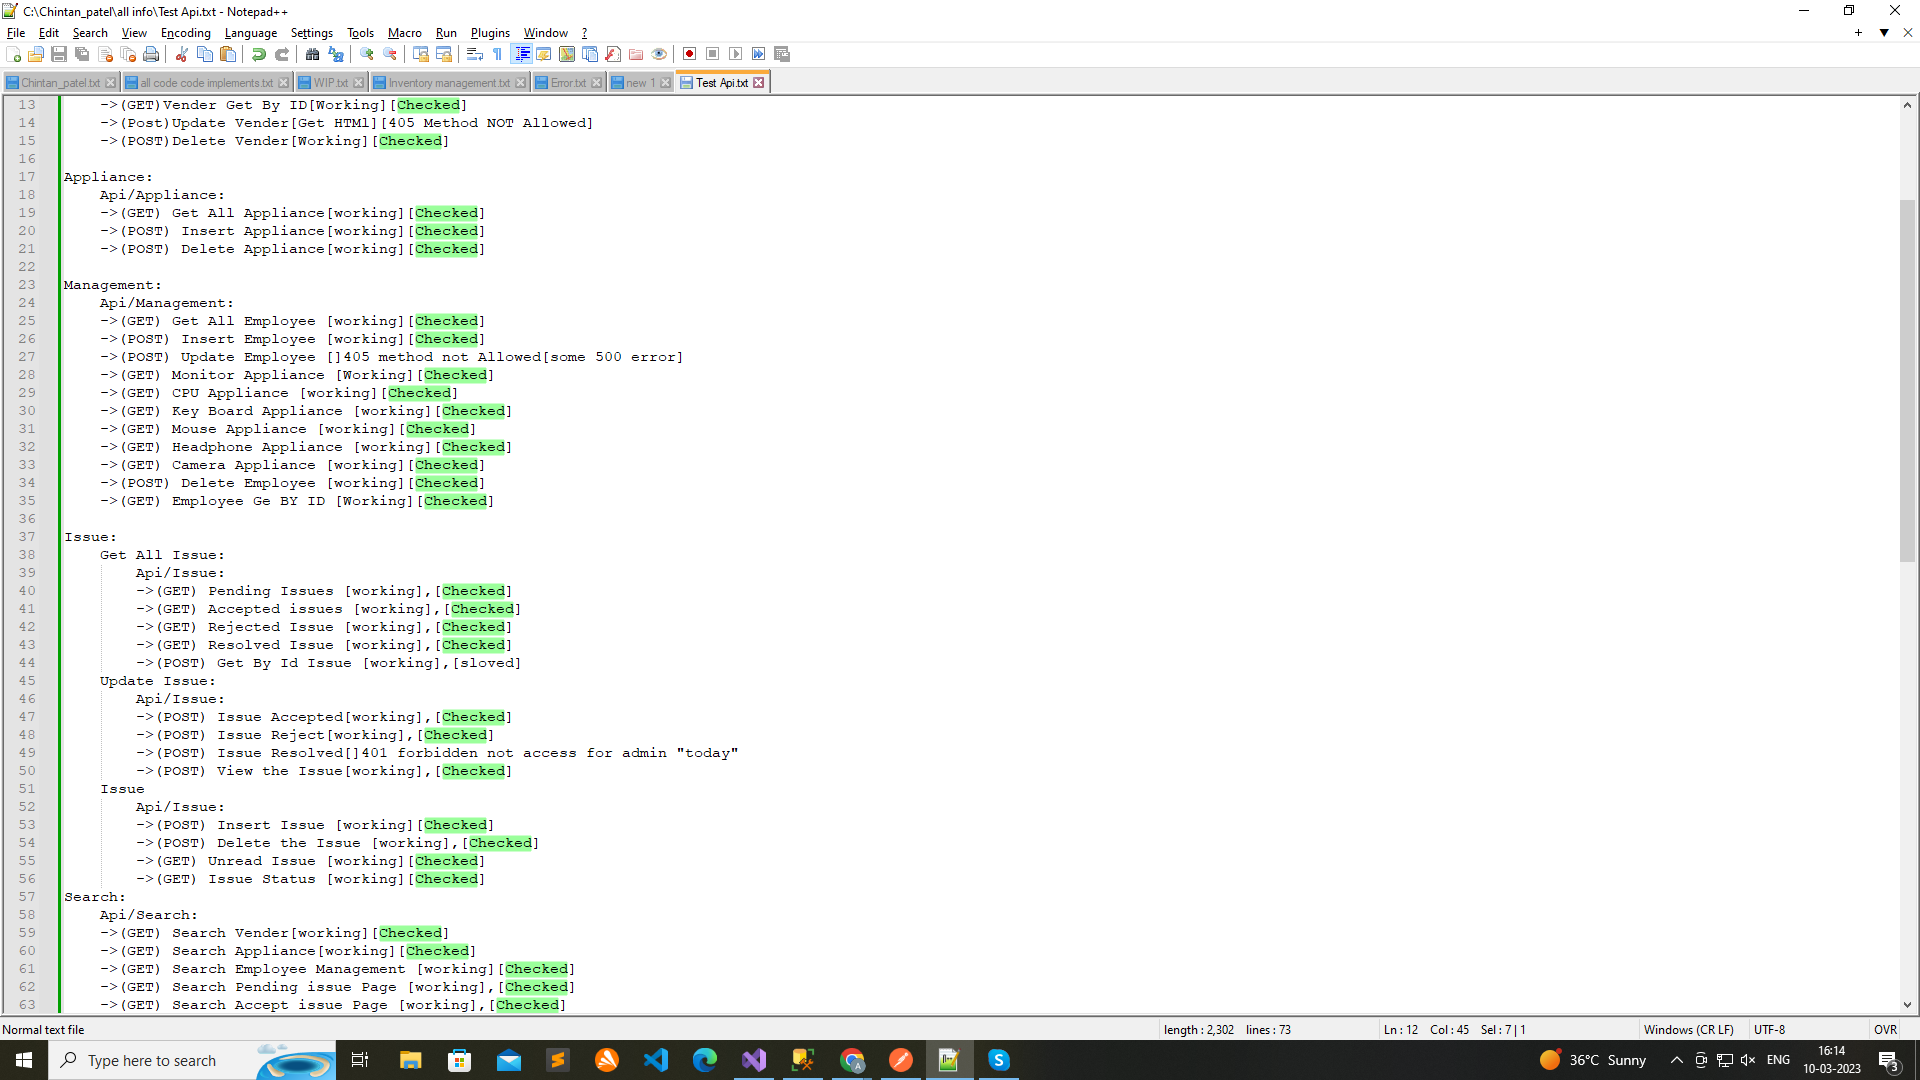 C:\Chintan_patel\all info\Test Api.txt - Notepad++
File Edit Search View Encoding Language Settings Tools Macro Run Plugins Window ?
Chintan_patel.txt all code code implements.txt WIP.txt Inventory management.txt Error.txt new 1 Test Api.txt
13 ->(GET)Vender Get By ID[Working][Checked]
14 ->(Post)Update Vender[Get HTMl][405 Method NOT Allowed]
15 ->(POST)Delete Vender[Working][Checked]
16
17 Appliance:
18 Api/Appliance:
19 ->(GET) Get All Appliance[working][Checked]
20 ->(POST) Insert Appliance[working][Checked]
21 ->(POST) Delete Appliance[working][Checked]
22
23 Management:
24 Api/Management:
25 ->(GET) Get All Employee [working][Checked]
26 ->(POST) Insert Employee [working][Checked]
27 ->(POST) Update Employee []405 method not Allowed[some 500 error]
28 ->(GET) Monitor Appliance [Working][Checked]
29 ->(GET) CPU Appliance [working][Checked]
30 ->(GET) Key Board Appliance [working][Checked]
31 ->(GET) Mouse Appliance [working][Checked]
32 ->(GET) Headphone Appliance [working][Checked]
33 ->(GET) Camera Appliance [working][Checked]
34 ->(POST) Delete Employee [working][Checked]
35 ->(GET) Employee Ge BY ID [Working][Checked]
36
37 Issue:
38 Get All Issue:
39 Api/Issue:
40 ->(GET) Pending Issues [working],[Checked]
41 ->(GET) Accepted issues [working],[Checked]
42 ->(GET) Rejected Issue [working],[Checked]
43 ->(GET) Resolved Issue [working],[Checked]
44 ->(POST) Get By Id Issue [working],[sloved]
45 Update Issue:
46 Api/Issue:
47 ->(POST) Issue Accepted[working],[Checked]
48 ->(POST) Issue Reject[working],[Checked]
49 ->(POST) Issue Resolved[]401 forbidden not access for admin "today"
50 ->(POST) View the Issue[working],[Checked]
51 Issue
52 Api/Issue:
53 ->(POST) Insert Issue [working][Checked]
54 ->(POST) Delete the Issue [working],[Checked]
55 ->(GET) Unread Issue [working][Checked]
56 ->(GET) Issue Status [working][Checked]
57 Search:
58 Api/Search:
59 ->(GET) Search Vender[working][Checked]
60 ->(GET) Search Appliance[working][Checked]
61 ->(GET) Search Employee Management [working][Checked]
62 ->(GET) Search Pending issue Page [working],[Checked]
63 ->(GET) Search Accept issue Page [working],[Checked]
Normal text file length : 2,302 lines : 73 Ln : 12 Col : 45 Sel : 7 | 1 Windows (CR LF) UTF-8 OVR
Type here to search 36°C Sunny ENG 16:14
10-03-2023 3